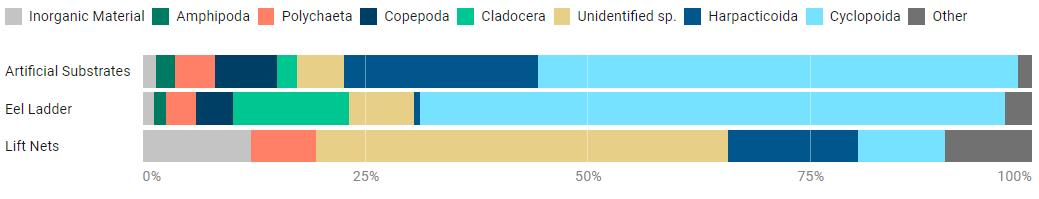 Inorganic Material Amphipoda Polychaeta Copepoda Cladocera Unidentified sp. Harpacticoida Cyclopoida Other
Artificial Substrates
Eel Ladder
Lift Nets
0% 25% 50% 75% 100%